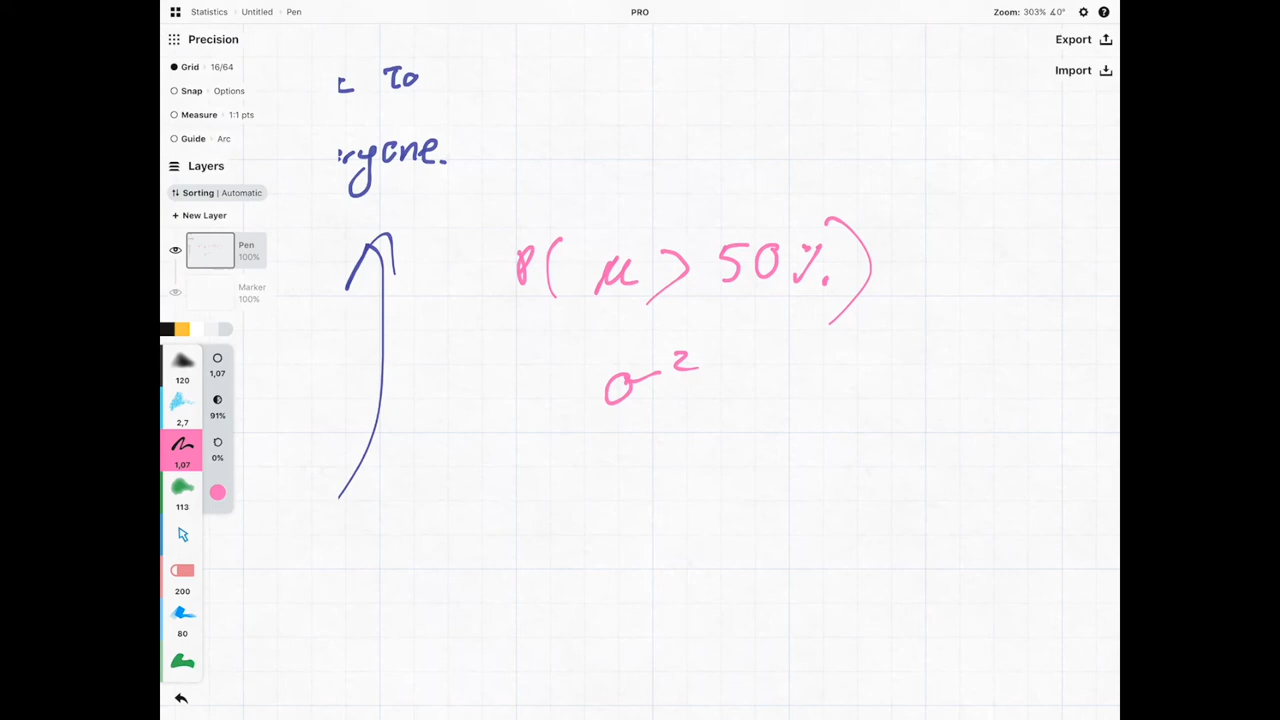 Statistics > Untitled > Pen
PRO
Zoom: 303% ∡0°
Precision
Export
Grid > 16/64
Import
Snap > Options
Measure > 1:1 pts
Guide > Arc
Layers
Sorting | Automatic
+ New Layer
Pen
100%
Marker
100%
120
1,07
2,7
91%
1,07
0%
113
200
80
to
ryone.
P( μ > 50%)
σ²